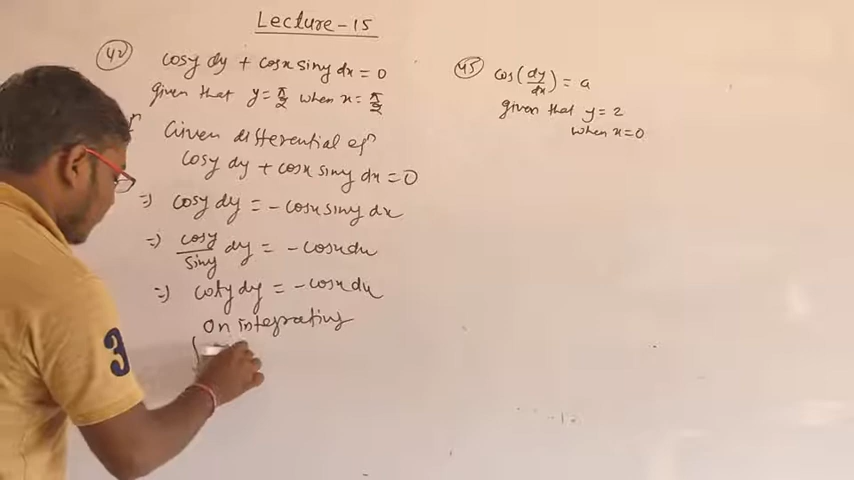 Lecture-15
42 cosy dy + cosx siny dx = 0
given that y = π/2 when x = π/2
Given differential eqn
cosy dy + cosx siny dx = 0
=> cosy dy = - cosx siny dx
=> cosy/siny dy = - cosx dx
=> coty dy = - cosx dx
On integrating
∫
45 cos(dy/dx) = a
given that y = 2
when x = 0
3